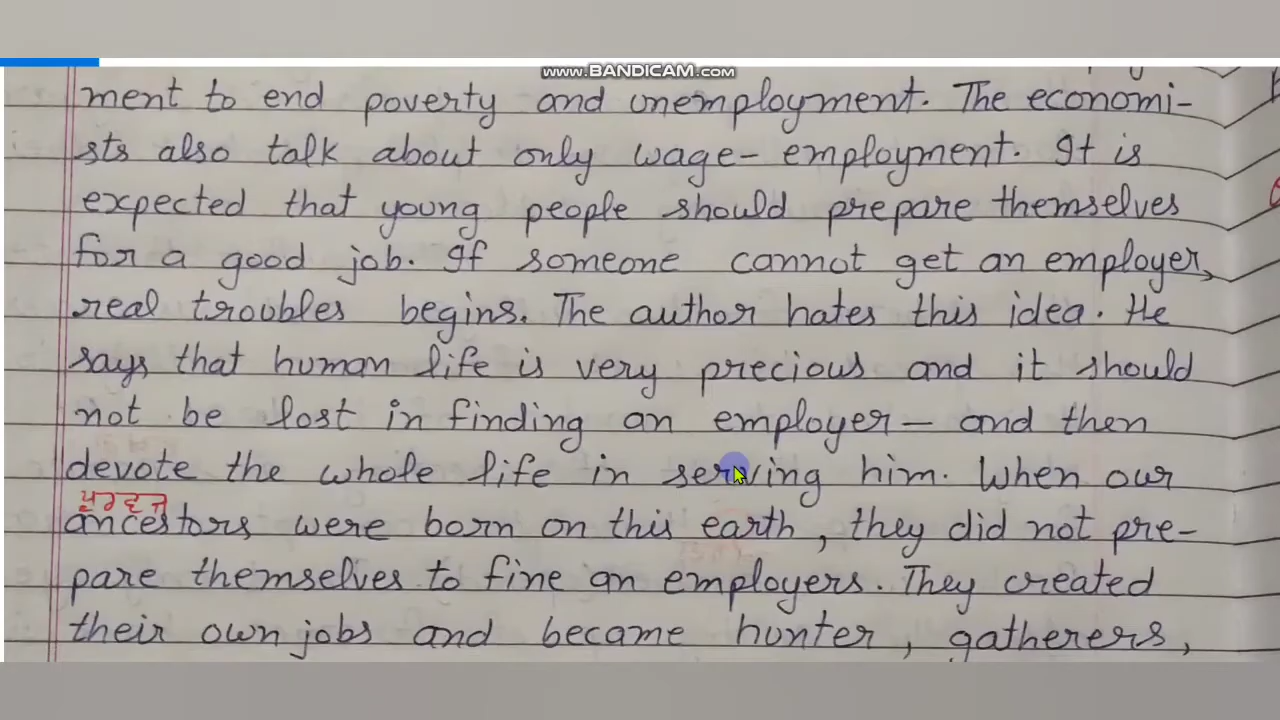 www.BANDICAM.com
ment to end poverty and unemployment. The economi-
sts also talk about only wage-employment. It is
expected that young people should prepare themselves
for a good job. If someone cannot get an employer,
real troubles begins. The author hates this idea. He
says that human life is very precious and it should
not be lost in finding an employer - and then
devote the whole life in serving him. When our
ਪੂਰਵਜ
ancestors were born on this earth, they did not pre-
pare themselves to fine an employers. They created
their own jobs and became hunter, gatherers,